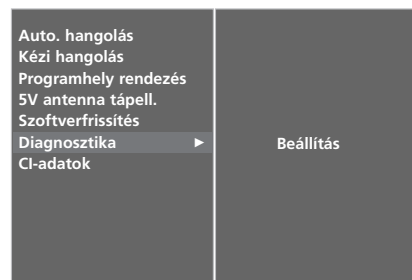 Auto. hangolás
Kézi hangolás
Programhely rendezés
5V antenna tápell.
Szoftverfrissítés
Diagnosztika ►
CI-adatok
Beállítás